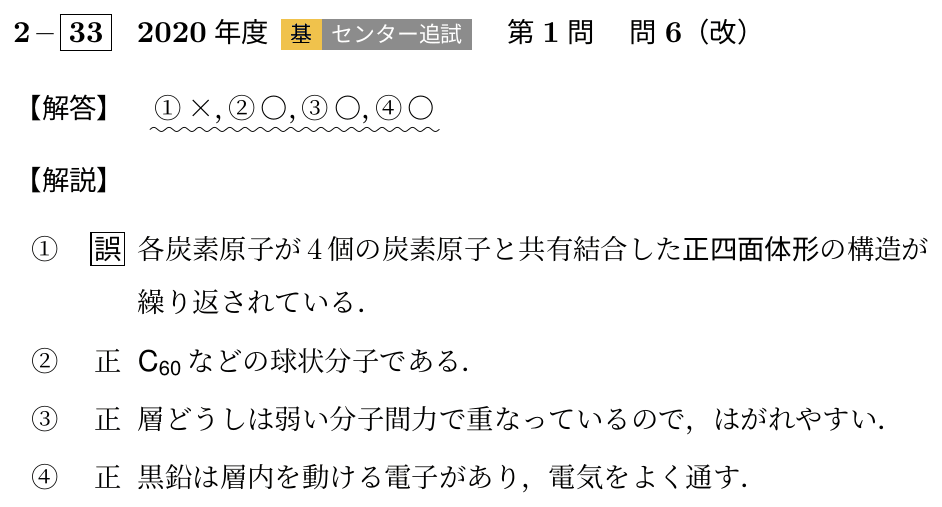 2－33 2020 年度 基 センター追試 第 1 問 問 6（改）
【解答】 ①×, ②○, ③○, ④○
【解説】
① 誤 各炭素原子が４個の炭素原子と共有結合した正四面体形の構造が
繰り返されている．
② 正 C₆₀ などの球状分子である．
③ 正 層どうしは弱い分子間力で重なっているので，はがれやすい．
④ 正 黒鉛は層内を動ける電子があり，電気をよく通す．